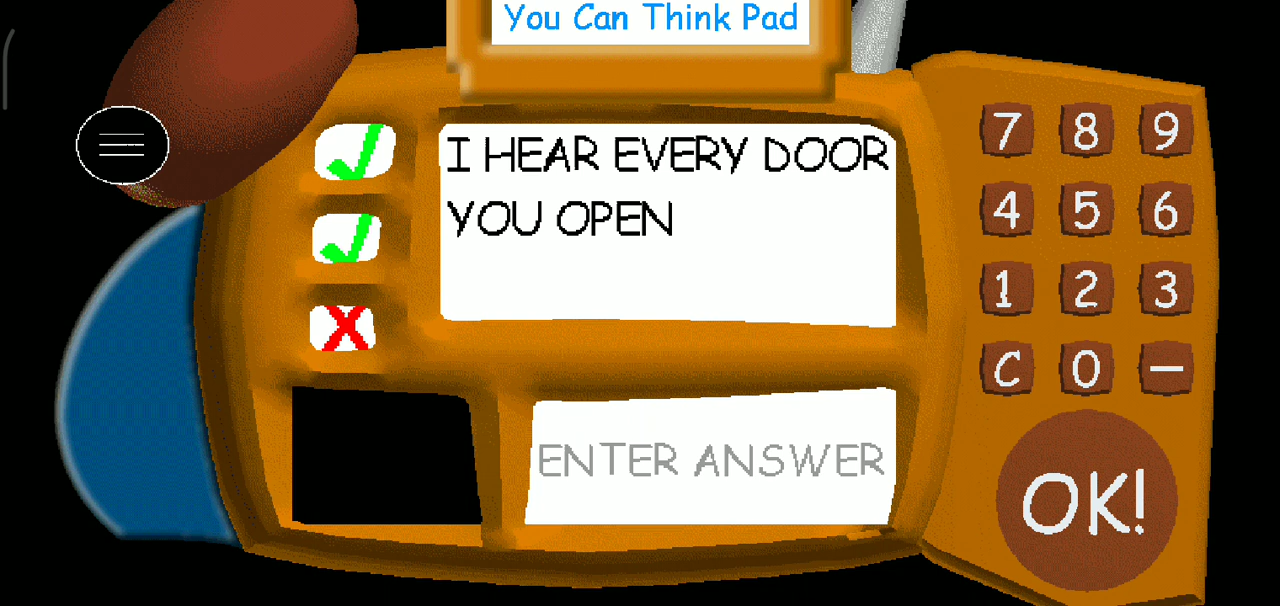 You Can Think Pad
I HEAR EVERY DOOR
YOU OPEN
ENTER ANSWER
7 8 9
4 5 6
1 2 3
C 0 −
OK!